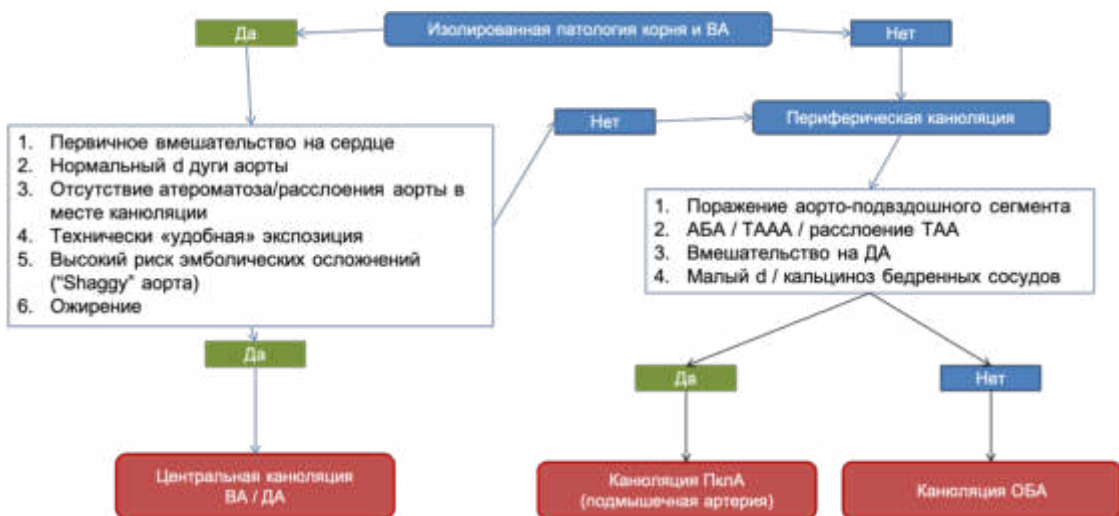 Да
Изолированная патология корня и ВА
Нет
1. Первичное вмешательство на сердце
2. Нормальный d дуги аорты
3. Отсутствие атероматоза/расслоения аорты в
месте канюляции
4. Технически «удобная» экспозиция
5. Высокий риск эмболических осложнений
("Shaggy" аорта)
6. Ожирение
Нет
Периферическая канюляция
1. Поражение аорто-подвздошного сегмента
2. АБА / ТААА / расслоение ТАА
3. Вмешательство на ДА
4. Малый d / кальциноз бедренных сосудов
Да
Да
Нет
Центральная канюляция
ВА / ДА
Канюляция ПклА
(подмышечная артерия)
Канюляция ОБА